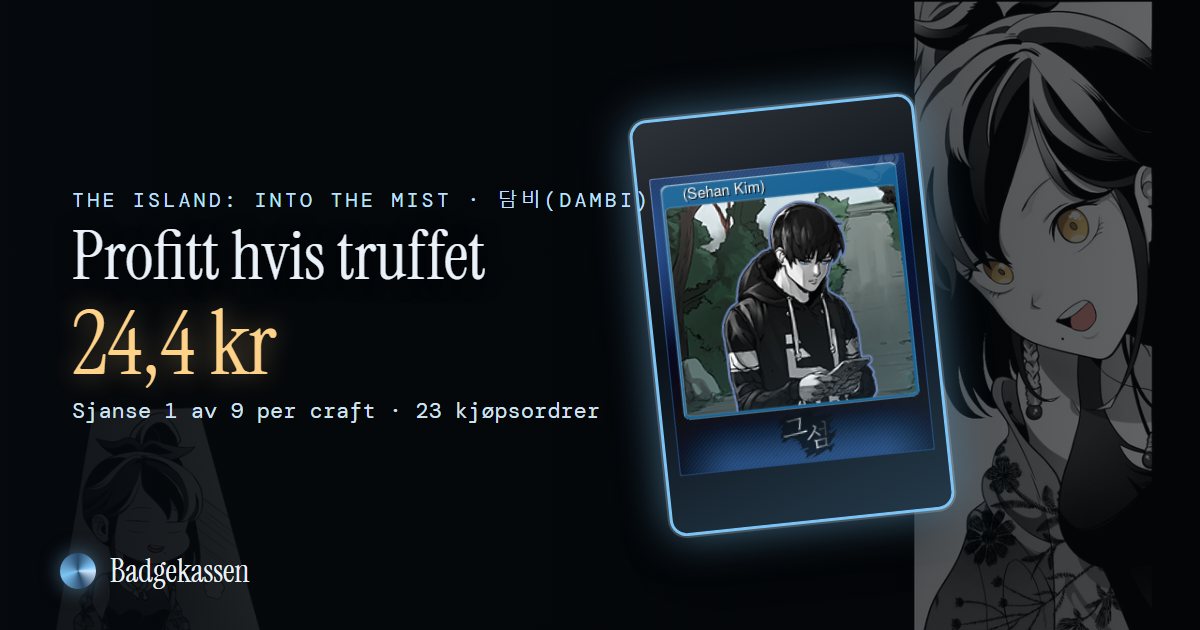 THE ISLAND: INTO THE MIST · 담비(DAMBI)
Profitt hvis truffet
24,4 kr
Sjanse 1 av 9 per craft · 23 kjøpsordrer
(Sehan Kim)
그섬
Badgekassen